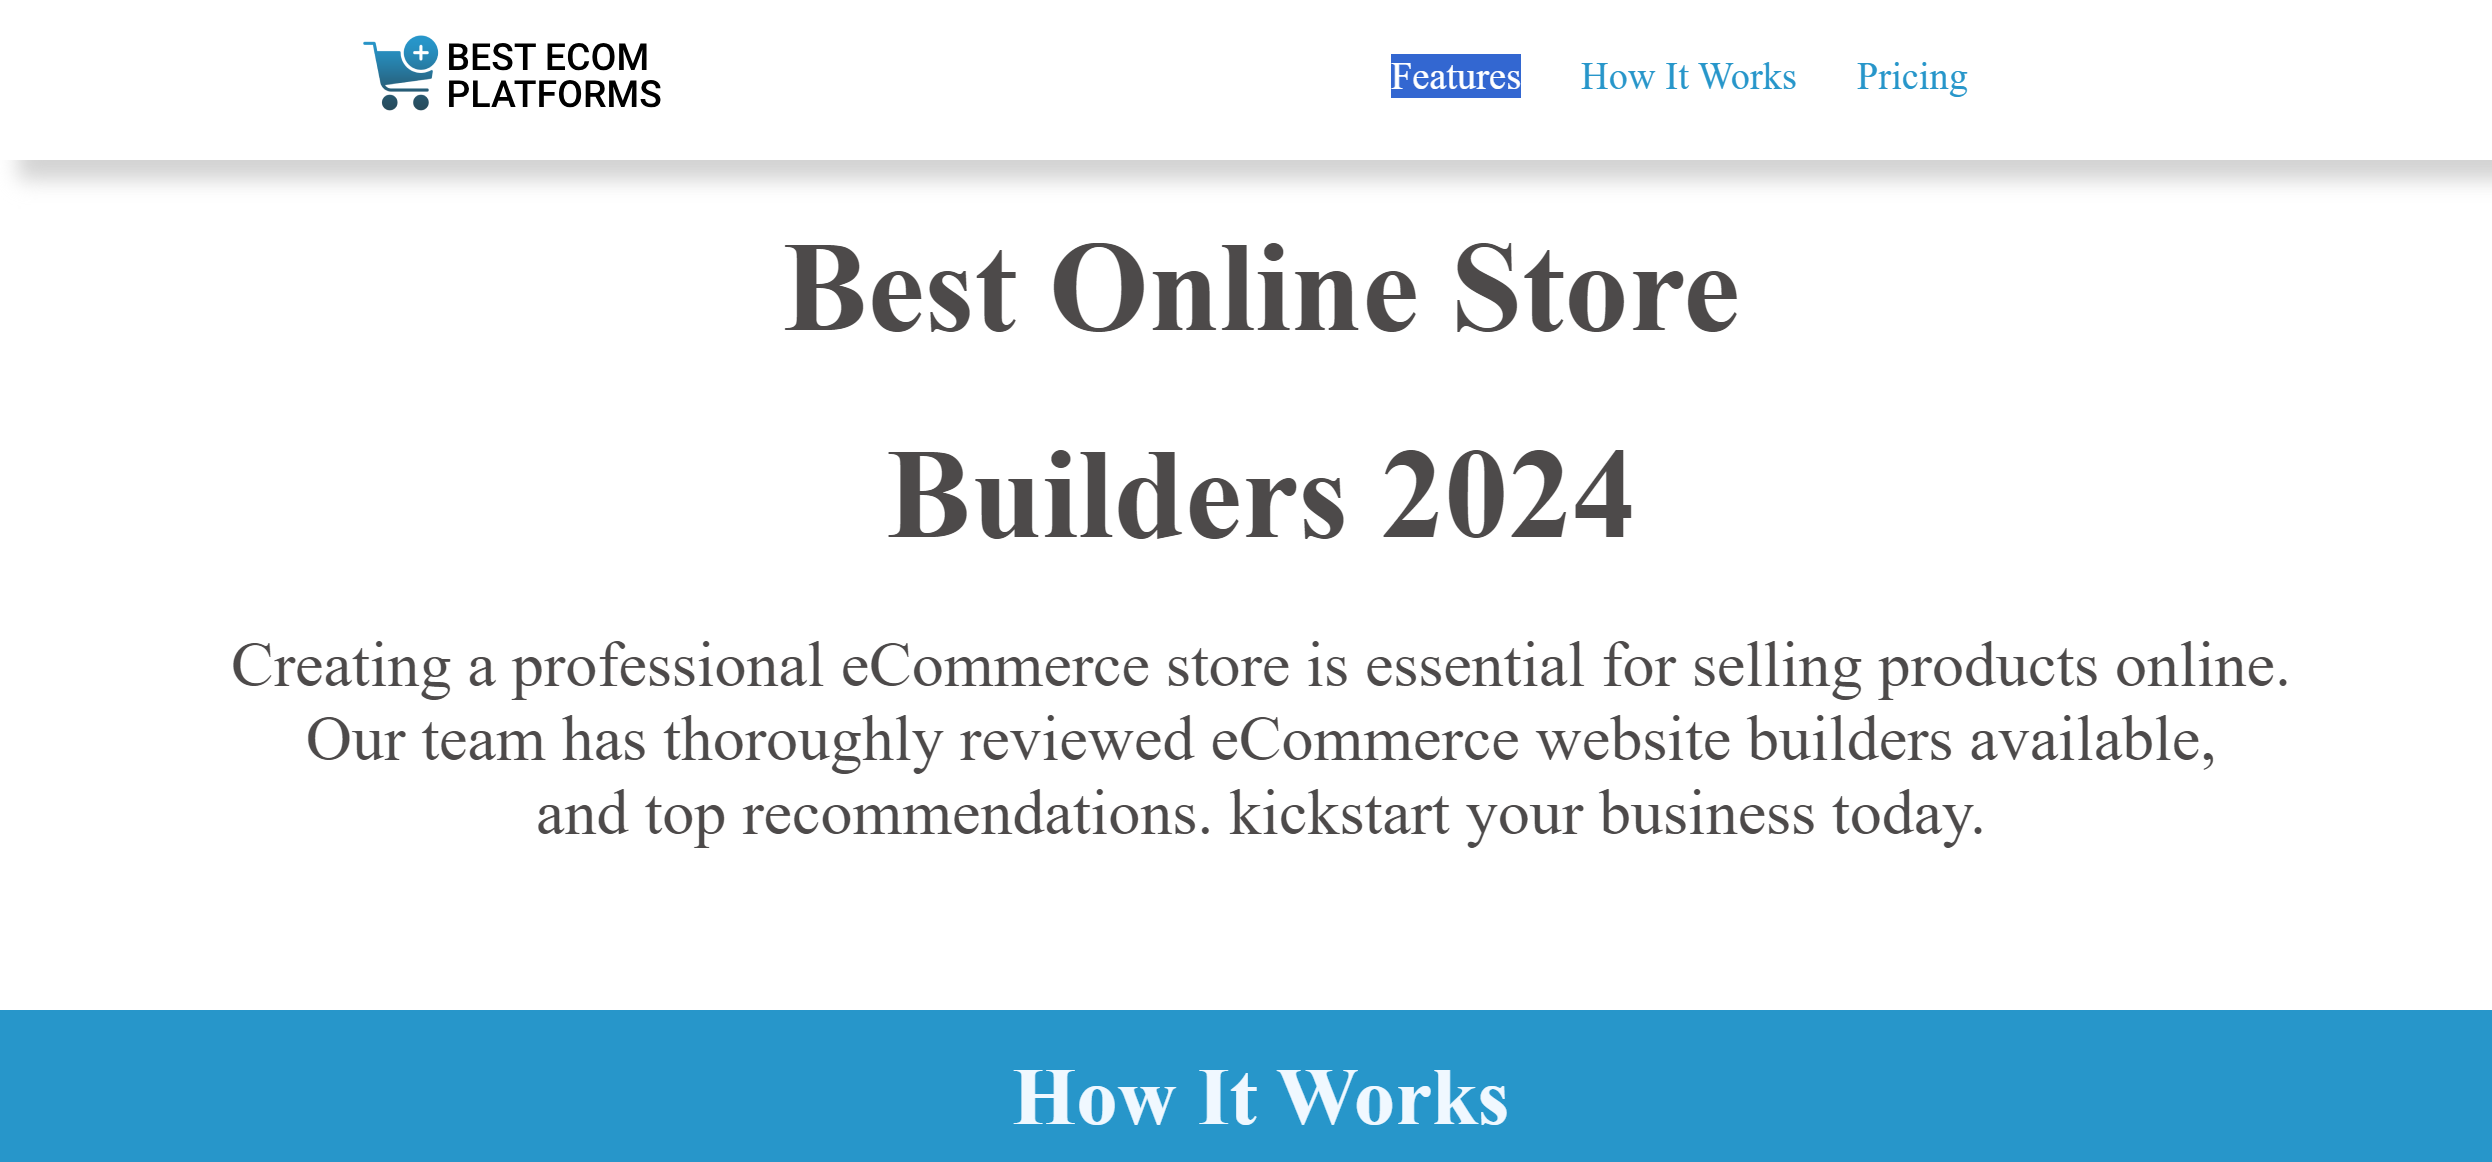 BEST ECOM
PLATFORMS
Features How It Works Pricing
Best Online Store
Builders 2024
Creating a professional eCommerce store is essential for selling products online.
Our team has thoroughly reviewed eCommerce website builders available,
and top recommendations. kickstart your business today.
How It Works